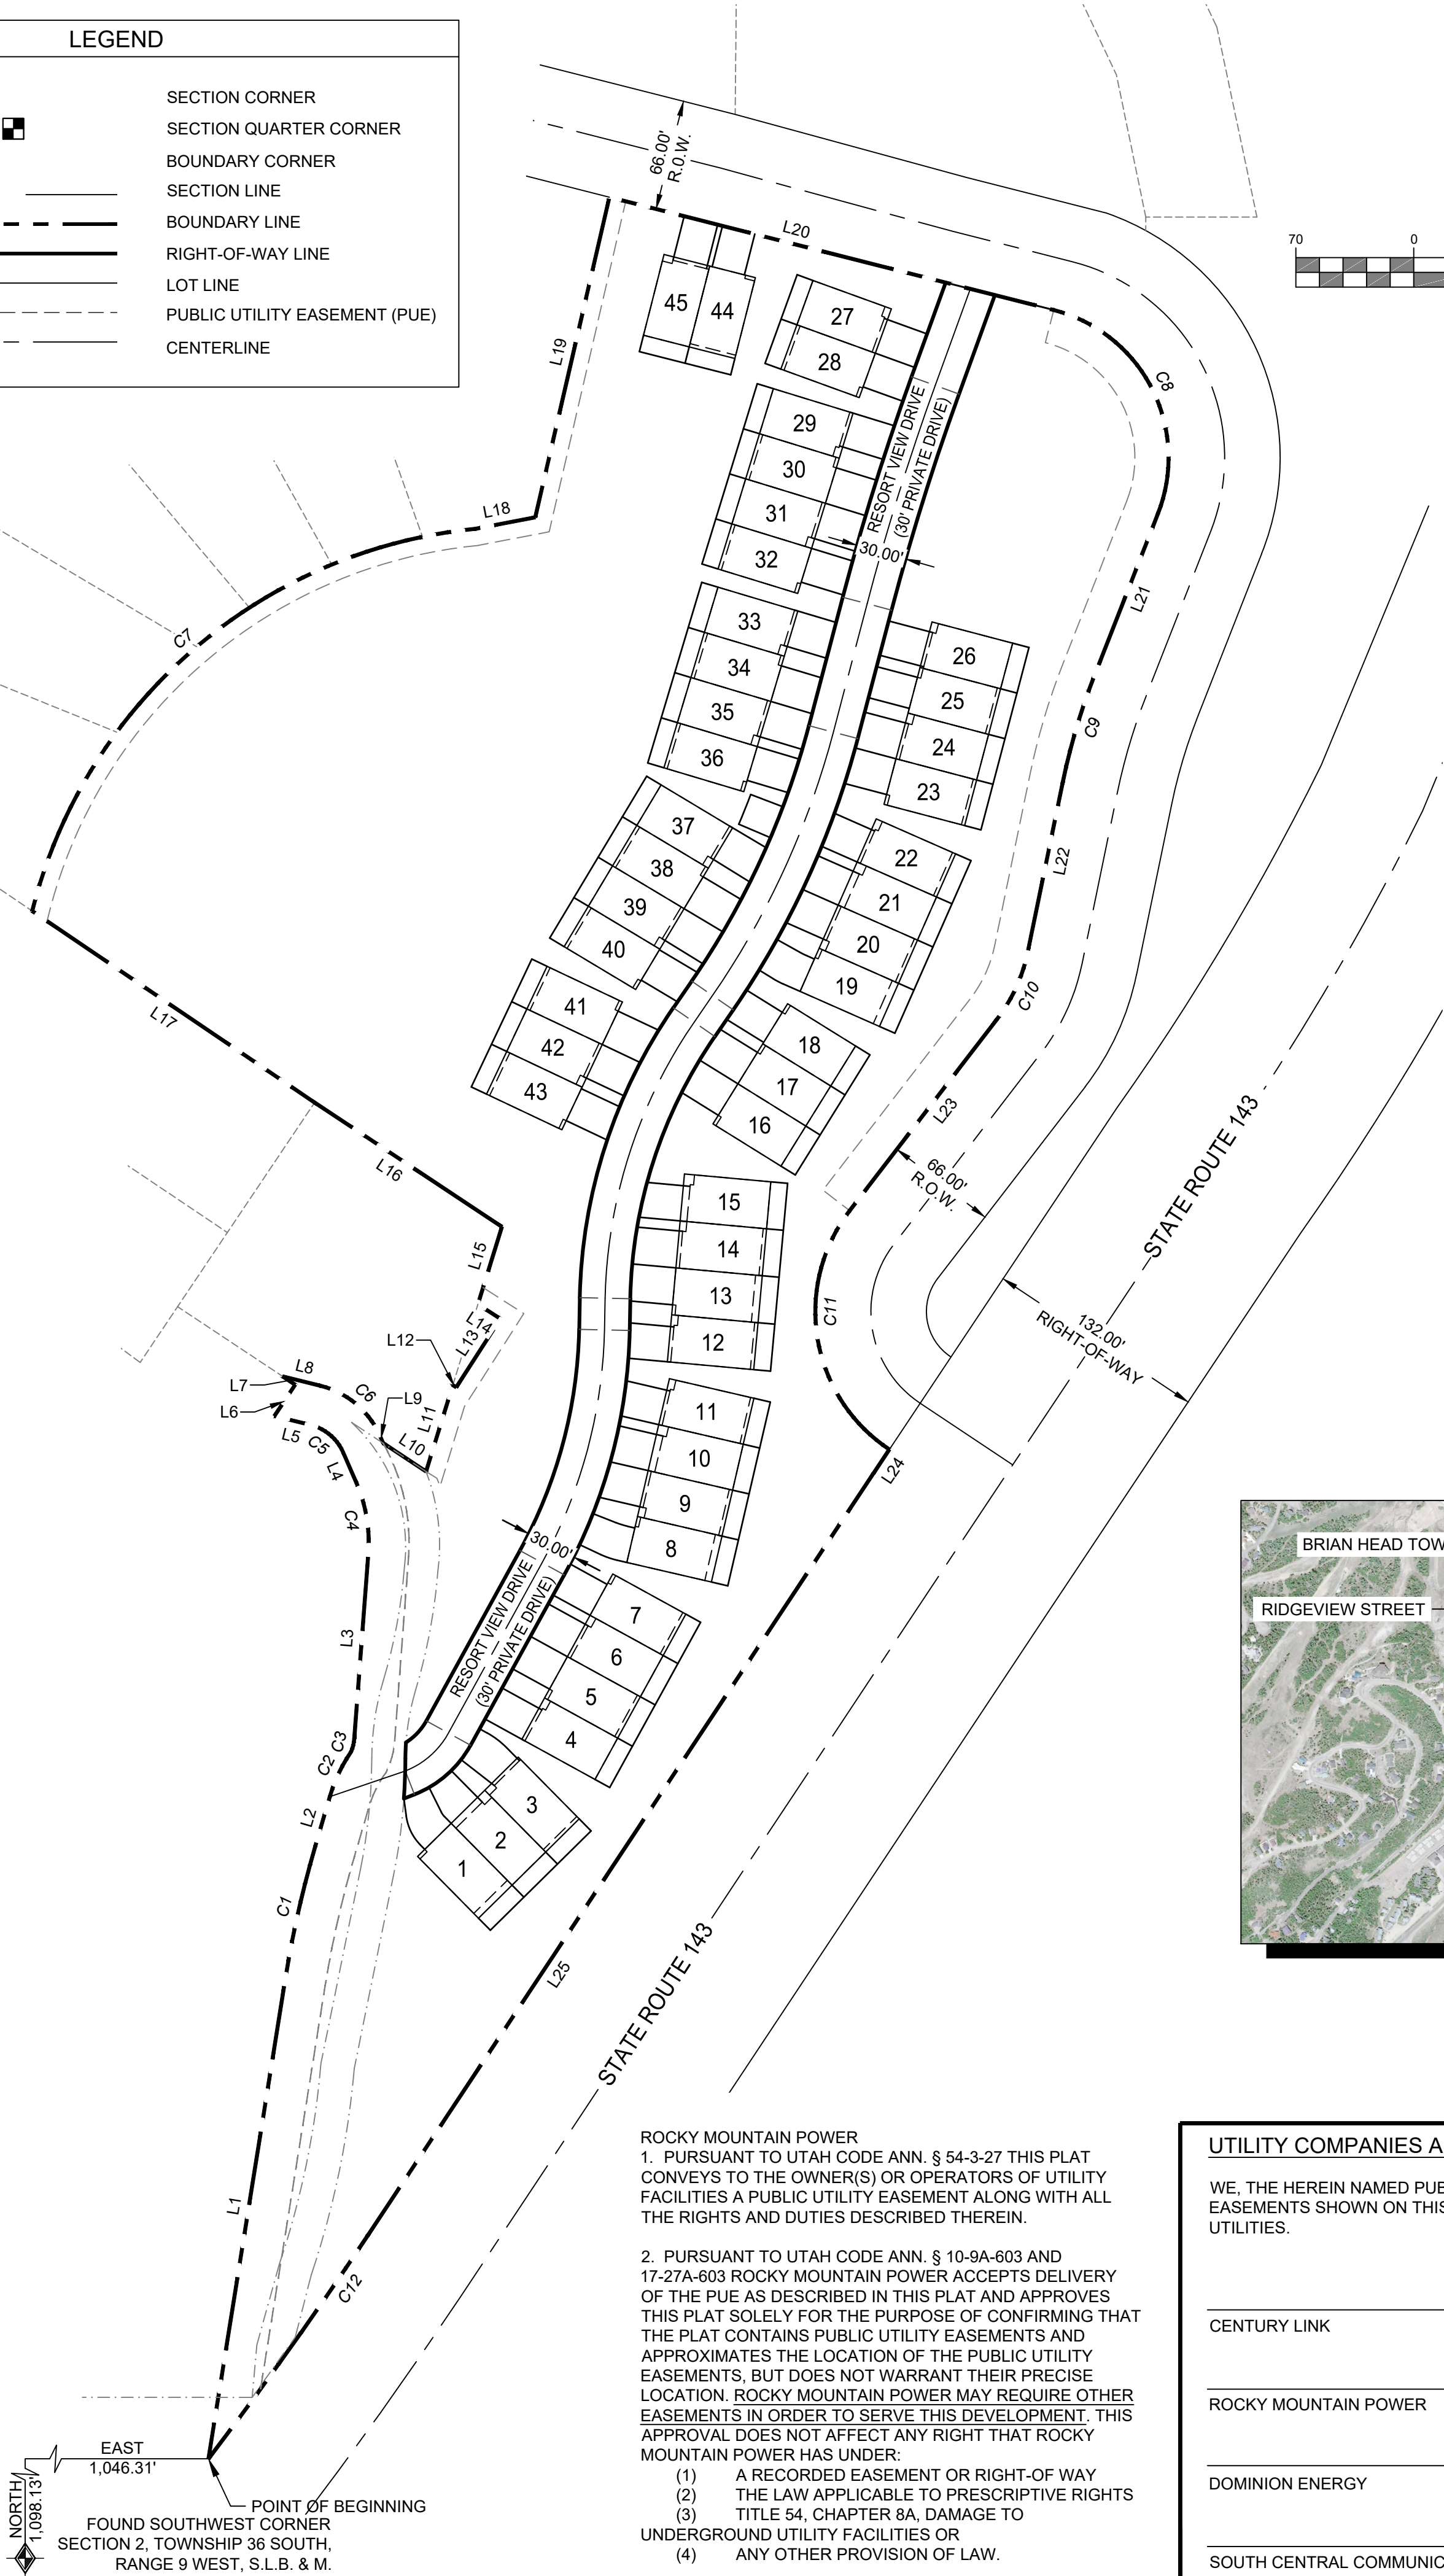 LEGEND
SECTION CORNER
SECTION QUARTER CORNER
BOUNDARY CORNER
SECTION LINE
BOUNDARY LINE
RIGHT-OF-WAY LINE
LOT LINE
PUBLIC UTILITY EASEMENT (PUE)
CENTERLINE
66.00'
R.O.W.
L20
70
0
45
44
27
28
L19
C8
29
30
31
32
RESORT VIEW DRIVE
(30' PRIVATE DRIVE)
30.00'
L18
L21
C7
33
34
35
36
26
25
24
23
C9
37
38
39
40
22
21
20
19
L22
C10
L17
41
42
43
18
17
16
L23
66.00'
R.O.W.
STATE ROUTE 143
L16
15
14
13
12
L15
L14
L13
L12
C11
132.00'
RIGHT-OF-WAY
L8
L7
L6
C6
L9
L11
L10
L5
C5
L4
C4
11
10
9
8
L24
30.00'
RESORT VIEW DRIVE
(30' PRIVATE DRIVE)
BRIAN HEAD TOW
RIDGEVIEW STREET
7
6
5
4
L3
C3
C2
L2
3
2
1
C1
L25
STATE ROUTE 143
L1
C12
ROCKY MOUNTAIN POWER
1. PURSUANT TO UTAH CODE ANN. § 54-3-27 THIS PLAT
CONVEYS TO THE OWNER(S) OR OPERATORS OF UTILITY
FACILITIES A PUBLIC UTILITY EASEMENT ALONG WITH ALL
THE RIGHTS AND DUTIES DESCRIBED THEREIN.
2. PURSUANT TO UTAH CODE ANN. § 10-9A-603 AND
17-27A-603 ROCKY MOUNTAIN POWER ACCEPTS DELIVERY
OF THE PUE AS DESCRIBED IN THIS PLAT AND APPROVES
THIS PLAT SOLELY FOR THE PURPOSE OF CONFIRMING THAT
THE PLAT CONTAINS PUBLIC UTILITY EASEMENTS AND
APPROXIMATES THE LOCATION OF THE PUBLIC UTILITY
EASEMENTS, BUT DOES NOT WARRANT THEIR PRECISE
LOCATION. ROCKY MOUNTAIN POWER MAY REQUIRE OTHER
EASEMENTS IN ORDER TO SERVE THIS DEVELOPMENT. THIS
APPROVAL DOES NOT AFFECT ANY RIGHT THAT ROCKY
MOUNTAIN POWER HAS UNDER:
(1) A RECORDED EASEMENT OR RIGHT-OF WAY
(2) THE LAW APPLICABLE TO PRESCRIPTIVE RIGHTS
(3) TITLE 54, CHAPTER 8A, DAMAGE TO
UNDERGROUND UTILITY FACILITIES OR
(4) ANY OTHER PROVISION OF LAW.
UTILITY COMPANIES A
WE, THE HEREIN NAMED PUB
EASEMENTS SHOWN ON THIS
UTILITIES.
CENTURY LINK
ROCKY MOUNTAIN POWER
DOMINION ENERGY
SOUTH CENTRAL COMMUNIC
EAST
1,046.31'
NORTH
1,098.13'
POINT OF BEGINNING
FOUND SOUTHWEST CORNER
SECTION 2, TOWNSHIP 36 SOUTH,
RANGE 9 WEST, S.L.B. & M.